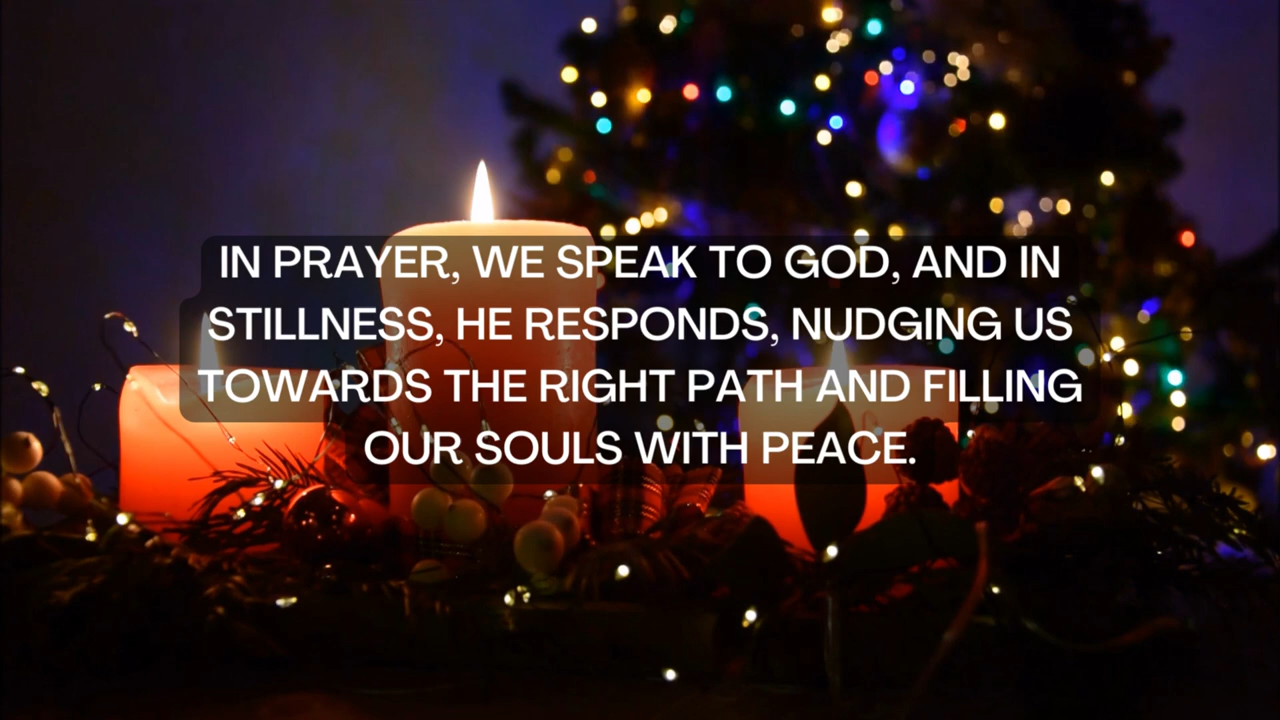 IN PRAYER, WE SPEAK TO GOD, AND IN
STILLNESS, HE RESPONDS, NUDGING US
TOWARDS THE RIGHT PATH AND FILLING
OUR SOULS WITH PEACE.